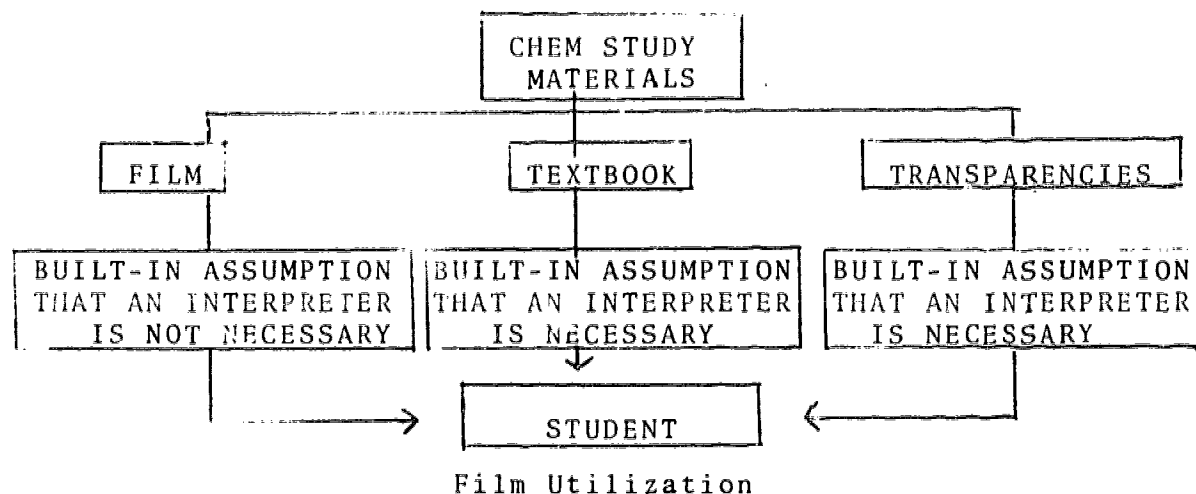 CHEM STUDY
MATERIALS
FILM
TEXTBOOK
TRANSPARENCIES
BUILT-IN ASSUMPTION
THAT AN INTERPRETER
IS NOT NECESSARY
BUILT-IN ASSUMPTION
THAT AN INTERPRETER
IS NECESSARY
BUILT-IN ASSUMPTION
THAT AN INTERPRETER
IS NECESSARY
STUDENT
Film Utilization